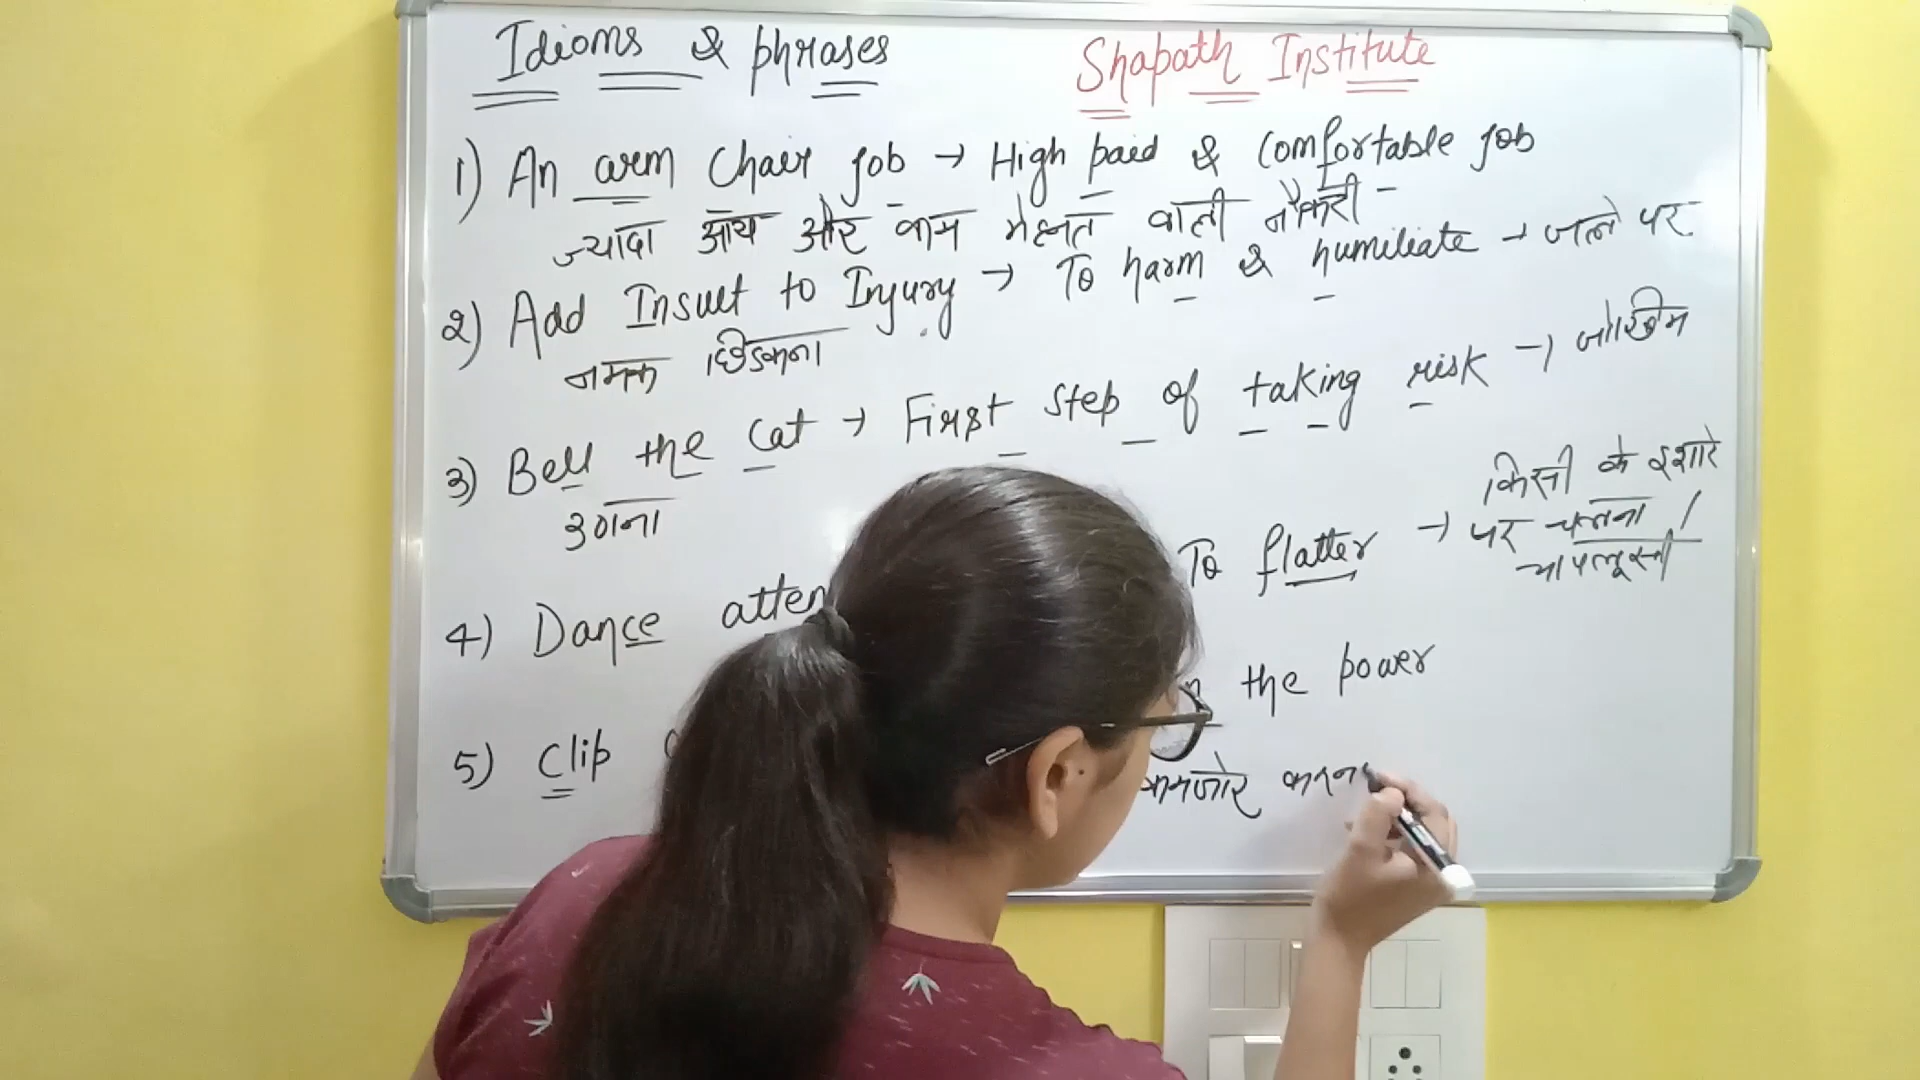 Idioms & phrases
Shapath Institute
1) An arm Chair job → High paid & Comfortable job
ज्यादा आय और काम मेहनत वाली नौकरी
2) Add Insult to Injury → To harm & humiliate → जले पर
नमक छिडकना
3) Bell the Cat → First step of taking risk → जोखिम
उठाना
4) Dance atten To flatter → किसी के इशारे
पर चलना /
चापलूसी
5) Clip the power
कमजोर करना